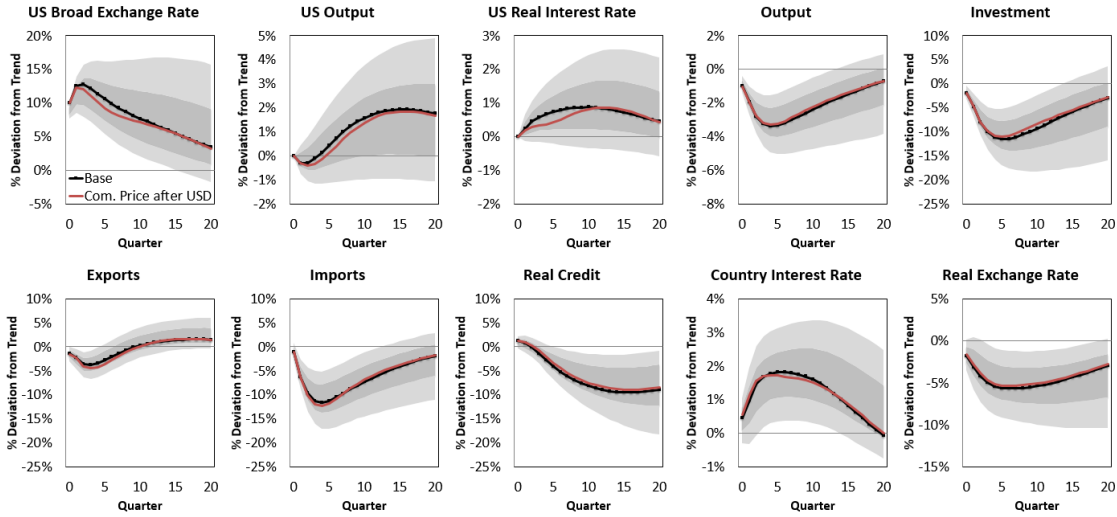 US Broad Exchange Rate
US Output
US Real Interest Rate
Output
Investment
% Deviation from Trend
20%
15%
10%
5%
0%
-5%
Base
Com. Price after USD
0 5 10 15 20
Quarter
% Deviation from Trend
5%
4%
3%
2%
1%
0%
-1%
-2%
0 5 10 15 20
Quarter
% Deviation from Trend
3%
2%
1%
0%
-1%
-2%
0 5 10 15 20
Quarter
% Deviation from Trend
2%
0%
-2%
-4%
-6%
-8%
0 5 10 15 20
Quarter
% Deviation from Trend
10%
5%
0%
-5%
-10%
-15%
-20%
-25%
0 5 10 15 20
Quarter
Exports
Imports
Real Credit
Country Interest Rate
Real Exchange Rate
% Deviation from Trend
10%
5%
0%
-5%
-10%
-15%
-20%
-25%
0 5 10 15 20
Quarter
% Deviation from Trend
10%
5%
0%
-5%
-10%
-15%
-20%
-25%
0 5 10 15 20
Quarter
% Deviation from Trend
10%
5%
0%
-5%
-10%
-15%
-20%
-25%
0 5 10 15 20
Quarter
% Deviation from Trend
4%
3%
2%
1%
0%
-1%
0 5 10 15 20
Quarter
% Deviation from Trend
5%
0%
-5%
-10%
-15%
0 5 10 15 20
Quarter